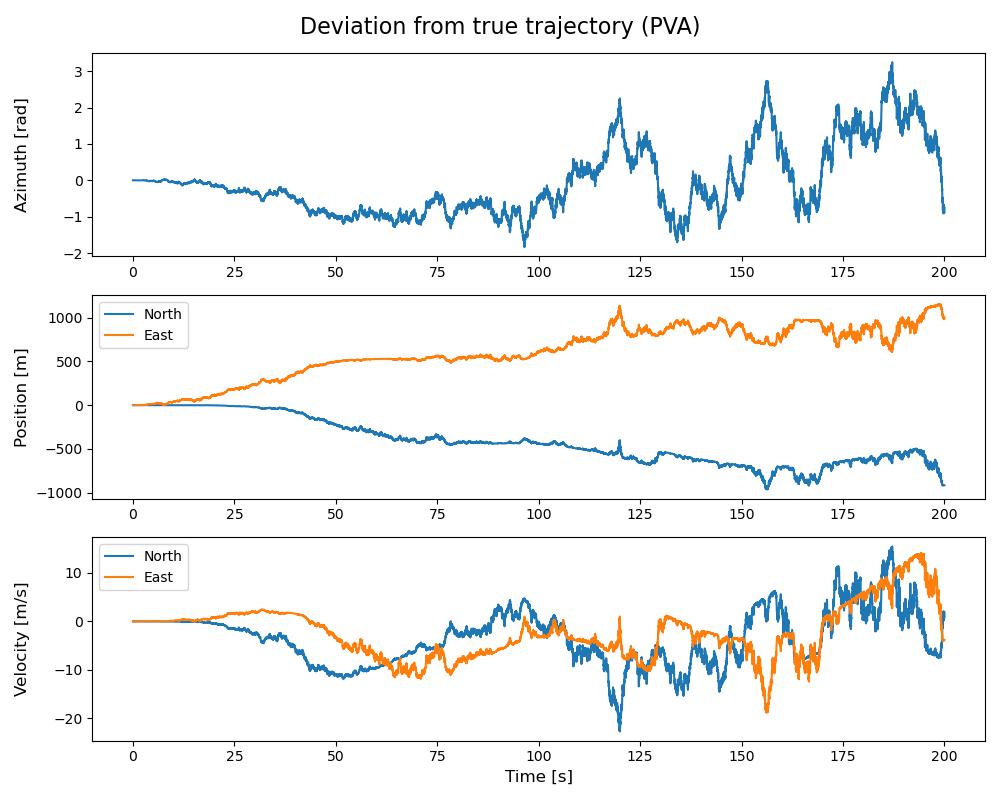 Deviation from true trajectory (PVA)
Azimuth [rad]
3
2
1
0
−1
−2
0 25 50 75 100 125 150 175 200
Position [m]
1000
500
0
−500
−1000
North
East
0 25 50 75 100 125 150 175 200
Velocity [m/s]
10
0
−10
−20
North
East
0 25 50 75 100 125 150 175 200
Time [s]